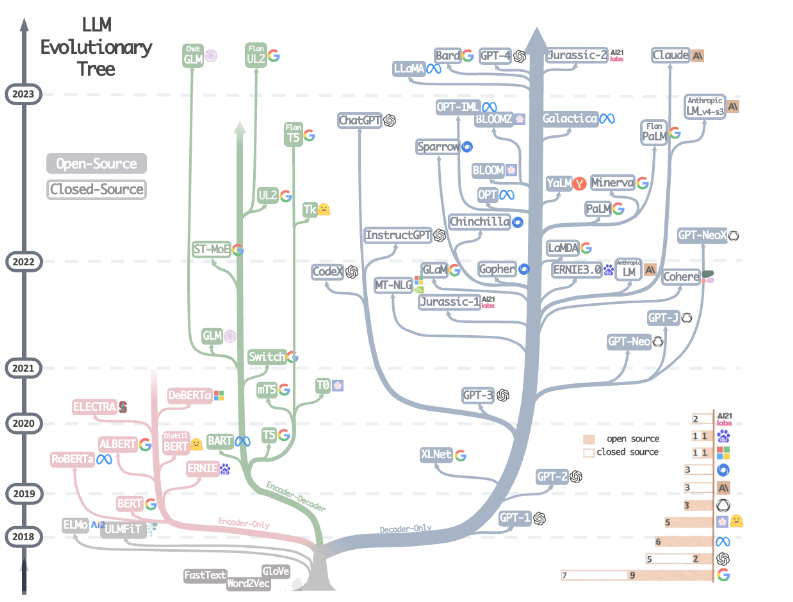 LLM
Evolutionary
Tree
Open-Source
Closed-Source
2023
2022
2021
2020
2019
2018
Chat
GLM
Flan
UL2
Flan
T5
UL2
Tk
ST-MoE
GLM
Switch
mT5
T0
T5
BART
Encoder-Decoder
ELECTRA
DeBERTa
RoBERTa
ALBERT
Distill
BERT
ERNIE
BERT
Encoder-Only
ELMo
AI2
ULMFiT
FastText
Word2Vec
GloVe
Bard
GPT-4
Jurassic-2
AI21
labs
Claude
LLaMA
OPT-IML
BLOOMZ
Galactica
Anthropic
LM_v4-s3
ChatGPT
Flan
PaLM
Sparrow
BLOOM
YaLM
Minerva
OPT
PaLM
Chinchilla
InstructGPT
GPT-NeoX
LaMDA
CodeX
GLaM
Gopher
ERNIE3.0
Anthropic
LM
Cohere
MT-NLG
Jurassic-1
AI21
labs
GPT-J
GPT-Neo
GPT-3
XLNet
GPT-2
GPT-1
Decoder-Only
open source
closed source
2
AI21
labs
1 1
1 1
3
3
3
5
6
5 2
7 9